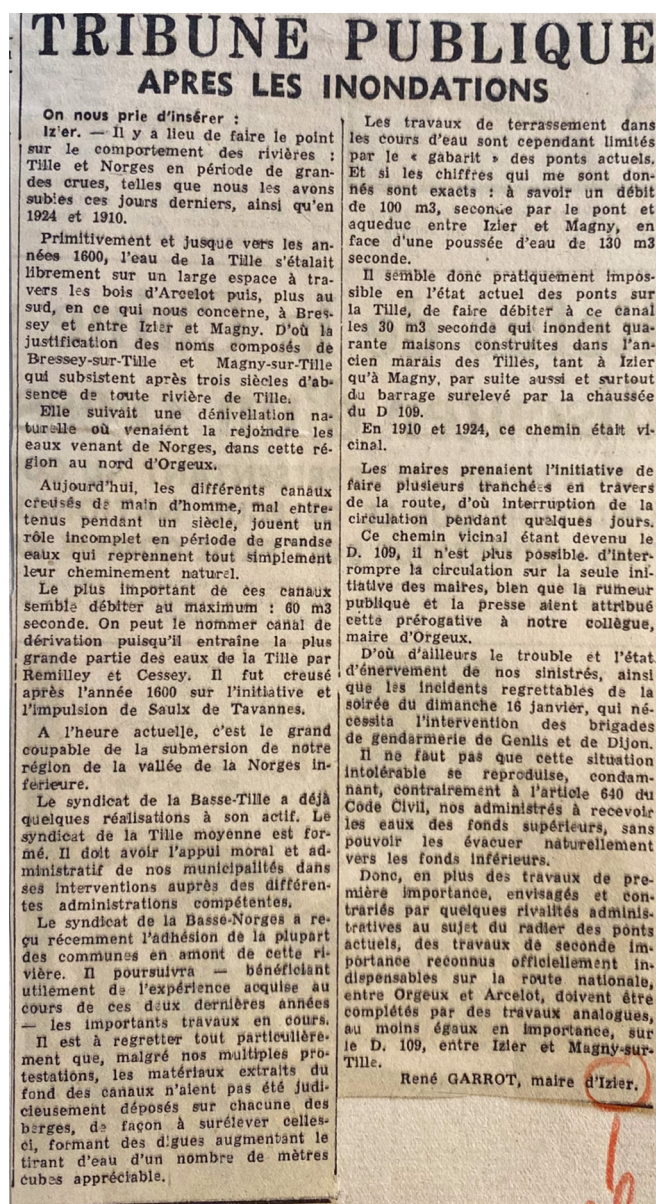 TRIBUNE PUBLIQUE
APRES LES INONDATIONS
On nous prie d'insérer :
Izier. — Il y a lieu de faire le point
sur le comportement des rivières :
Tille et Norges en période de gran-
des crues, telles que nous les avons
subies ces jours derniers, ainsi qu'en
1924 et 1910.
Primitivement et jusque vers les an-
nées 1600, l'eau de la Tille s'étalait
librement sur un large espace à tra-
vers les bois d'Arcelot puis, plus au
sud, en ce qui nous concerne, à Bres-
sey et entre Izier et Magny. D'où la
justification des noms composés de
Bressey-sur-Tille et Magny-sur-Tille
qui subsistent après trois siècles d'ab-
sence de toute rivière de Tille.
Elle suivait une dénivellation na-
turelle où venaient la rejoindre les
eaux venant de Norges, dans cette ré-
gion au nord d'Orgeux.
Aujourd'hui, les différents canaux
creusés de main d'homme, mal entre-
tenus pendant un siècle, jouent un
rôle incomplet en période de grandse
eaux qui reprennent tout simplement
leur cheminement naturel.
Le plus important de ces canaux
semble débiter au maximum : 60 m3
seconde. On peut le nommer canal de
dérivation puisqu'il entraîne la plus
grande partie des eaux de la Tille par
Remilley et Cessey. Il fut creusé
après l'année 1600 sur l'initiative et
l'impulsion de Saulx de Tavannes.
A l'heure actuelle, c'est le grand
coupable de la submersion de notre
région de la vallée de la Norges in-
férieure.
Le syndicat de la Basse-Tille a déjà
quelques réalisations à son actif. Le
syndicat de la Tille moyenne est for-
mé. Il doit avoir l'appui moral et ad-
ministratif de nos municipalités dans
ses interventions auprès des différen-
tes administrations compétentes.
Le syndicat de la Basse-Norges a re-
çu récemment l'adhésion de la plupart
des communes en amont de cette ri-
vière. Il poursuivra — bénéficiant
utilement de l'expérience acquise au
cours de ces deux dernières années
— les importants travaux en cours.
Il est à regretter tout particulière-
ment que, malgré nos multiples pro-
testations, les matériaux extraits du
fond des canaux n'aient pas été judi-
cieusement déposés sur chacune des
berges, de façon à surélever celles-
ci, formant des digues augmentant le
tirant d'eau d'un nombre de mètres
cubes appréciable.
Les travaux de terrassement dans
les cours d'eau sont cependant limités
par le « gabarit » des ponts actuels.
Et si les chiffres qui me sont don-
nés sont exacts : à savoir un débit
de 100 m3, seconde par le pont et
aqueduc entre Izier et Magny, en
face d'une poussée d'eau de 130 m3
seconde.
Il semble donc pratiquement impos-
sible en l'état actuel des ponts sur
la Tille, de faire débiter à ce canal
les 30 m3 seconde qui inondent qua-
rante maisons construites dans l'an-
cien marais des Tilles, tant à Izier
qu'à Magny, par suite aussi et surtout
du barrage surelevé par la chaussée
du D 109.
En 1910 et 1924, ce chemin était vi-
cinal.
Les maires prenaient l'initiative de
faire plusieurs tranchées en travers
de la route, d'où interruption de la
circulation pendant quelques jours.
Ce chemin vicinal étant devenu le
D. 109, il n'est plus possible d'inter-
rompre la circulation sur la seule ini-
tiative des maires, bien que la rumeur
publique et la presse aient attribué
cette prérogative à notre collègue,
maire d'Orgeux.
D'où d'ailleurs le trouble et l'état
d'énervement de nos sinistrés, ainsi
que les incidents regrettables de la
soirée du dimanche 16 janvier, qui né-
cessita l'intervention des brigades
de gendarmerie de Genlis et de Dijon.
Il ne faut pas que cette situation
intolérable se reproduise, condam-
nant, contrairement à l'article 640 du
Code Civil, nos administrés à recevoir
les eaux des fonds supérieurs, sans
pouvoir les évacuer naturellement
vers les fonds inférieurs.
Donc, en plus des travaux de pre-
mière importance, envisagés et con-
trariés par quelques rivalités adminis-
tratives au sujet du radier des ponts
actuels, des travaux de seconde im-
portance reconnus officiellement in-
dispensables sur la route nationale,
entre Orgeux et Arcelot, doivent être
complétés par des travaux analogues,
au moins égaux en importance, sur
le D. 109, entre Izier et Magny-sur-
Tille.
René GARROT, maire d'Izier.